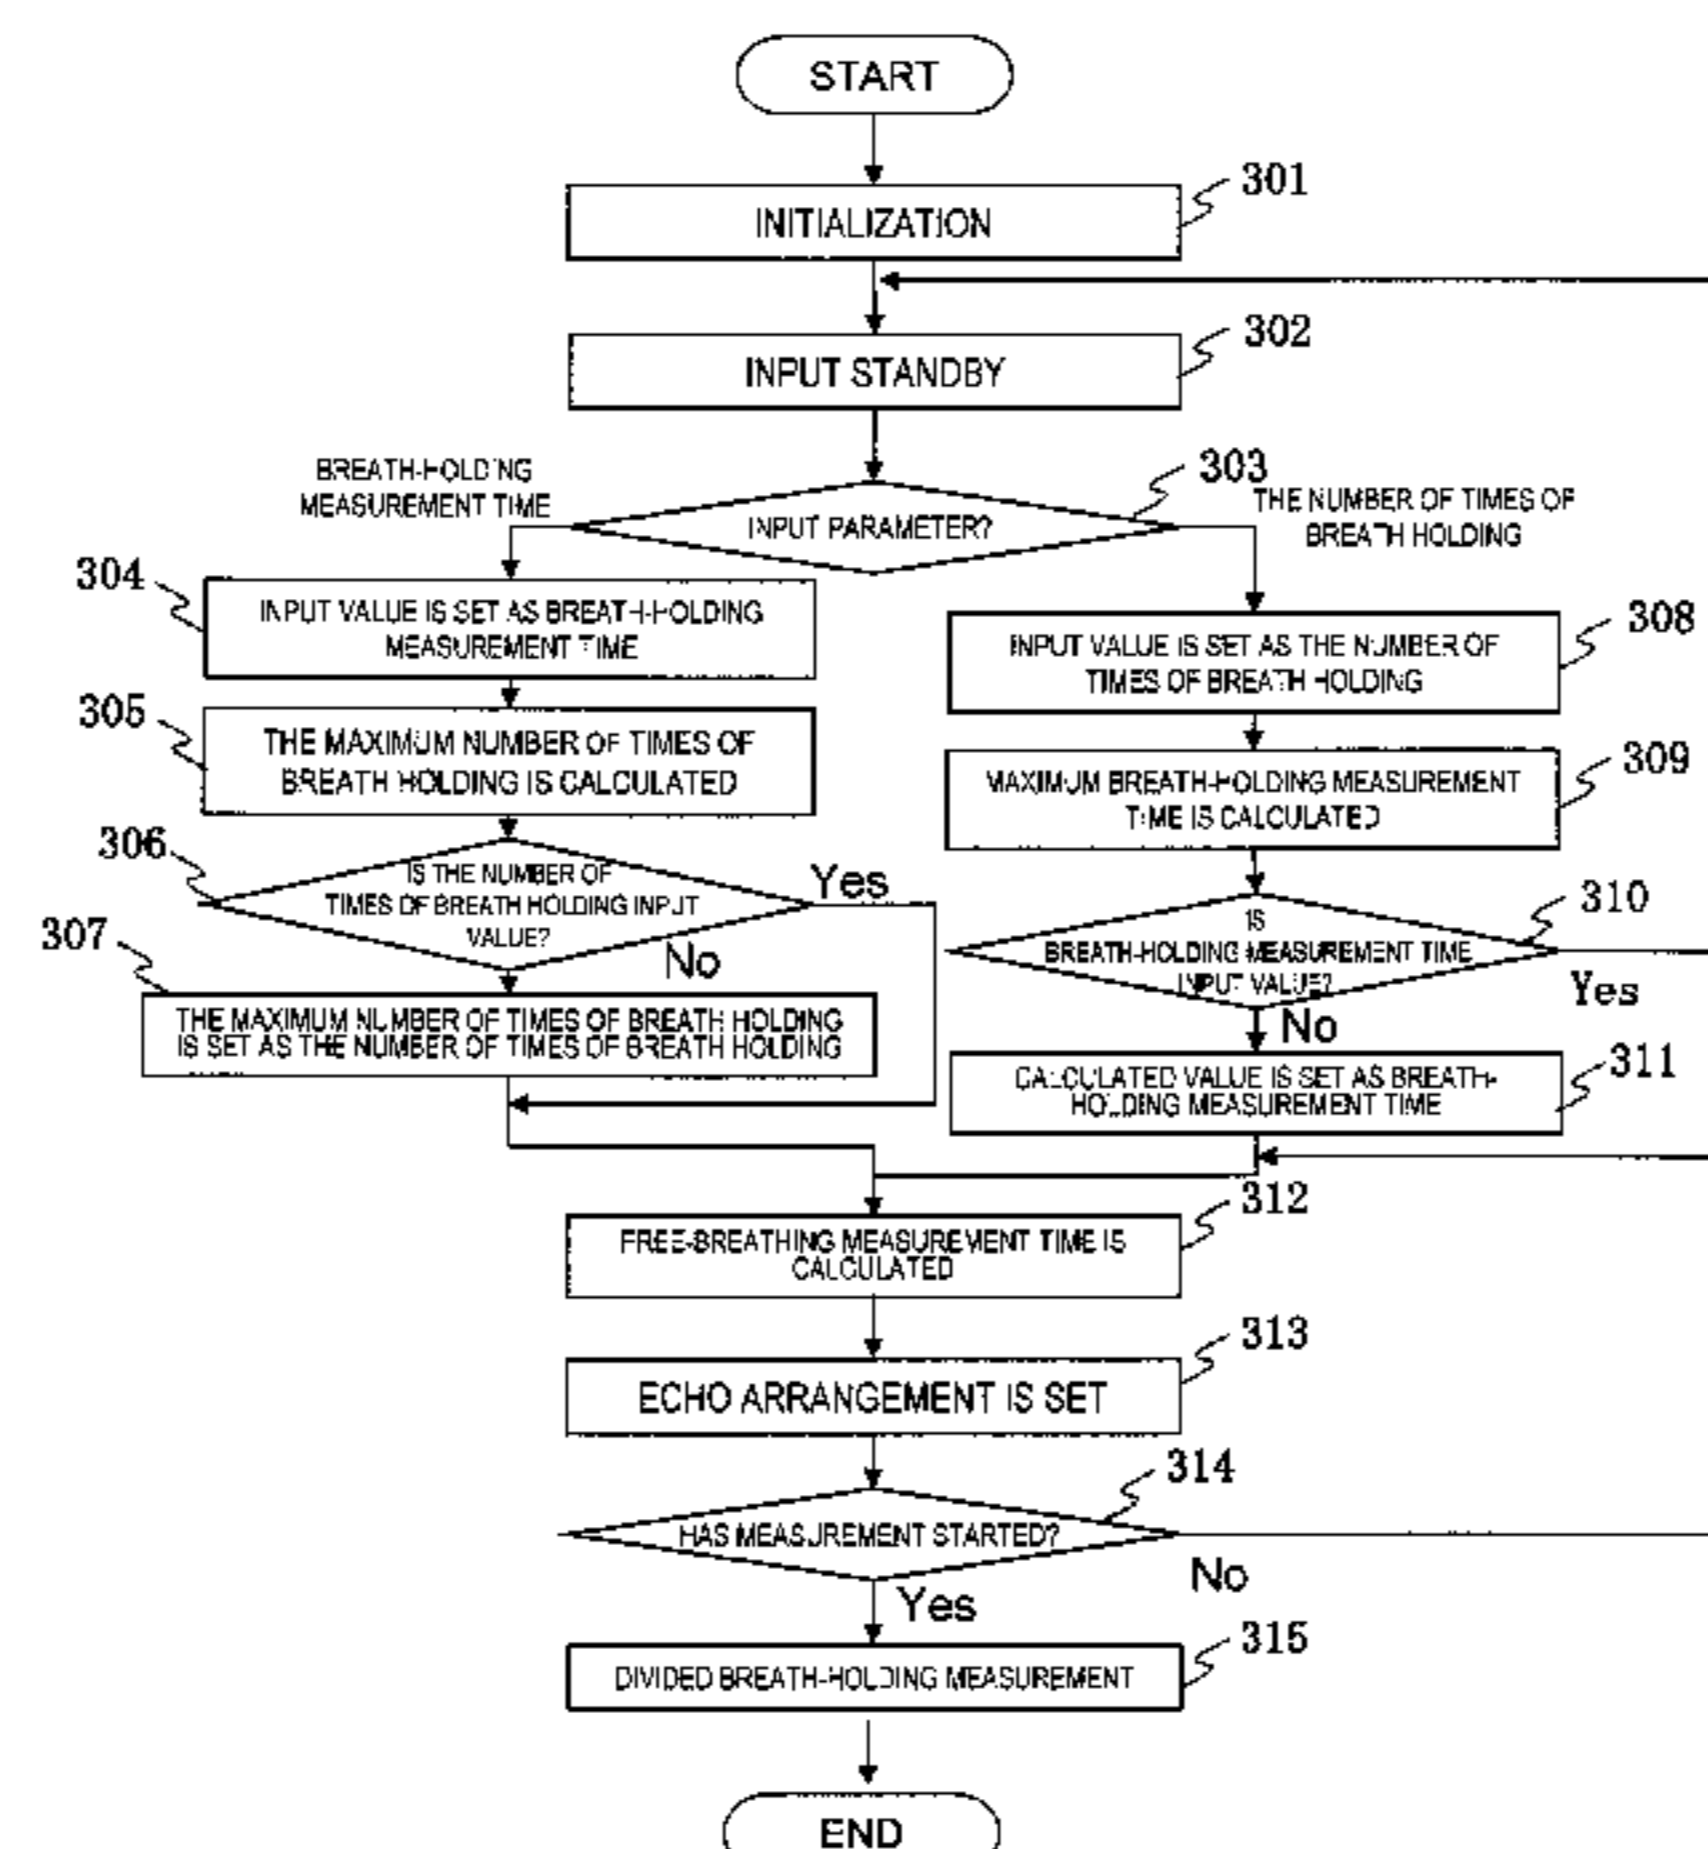 START
301
INITIALIZATION
302
INPUT STANDBY
303
BREATH-HOLDING
MEASUREMENT TIME
INPUT PARAMETER?
THE NUMBER OF TIMES OF
BREATH HOLDING
304
INPUT VALUE IS SET AS BREATH-HOLDING
MEASUREMENT TIME
308
INPUT VALUE IS SET AS THE NUMBER OF
TIMES OF BREATH HOLDING
305
THE MAXIMUM NUMBER OF TIMES OF
BREATH HOLDING IS CALCULATED
309
MAXIMUM BREATH-HOLDING MEASUREMENT
TIME IS CALCULATED
306
IS THE NUMBER OF
TIMES OF BREATH HOLDING INPUT
VALUE?
Yes
No
310
IS
BREATH-HOLDING MEASUREMENT TIME
INPUT VALUE?
Yes
No
307
THE MAXIMUM NUMBER OF TIMES OF BREATH HOLDING
IS SET AS THE NUMBER OF TIMES OF BREATH HOLDING
311
CALCULATED VALUE IS SET AS BREATH-
HOLDING MEASUREMENT TIME
312
FREE-BREATHING MEASUREMENT TIME IS
CALCULATED
313
ECHO ARRANGEMENT IS SET
314
HAS MEASUREMENT STARTED?
No
Yes
315
DIVIDED BREATH-HOLDING MEASUREMENT
END